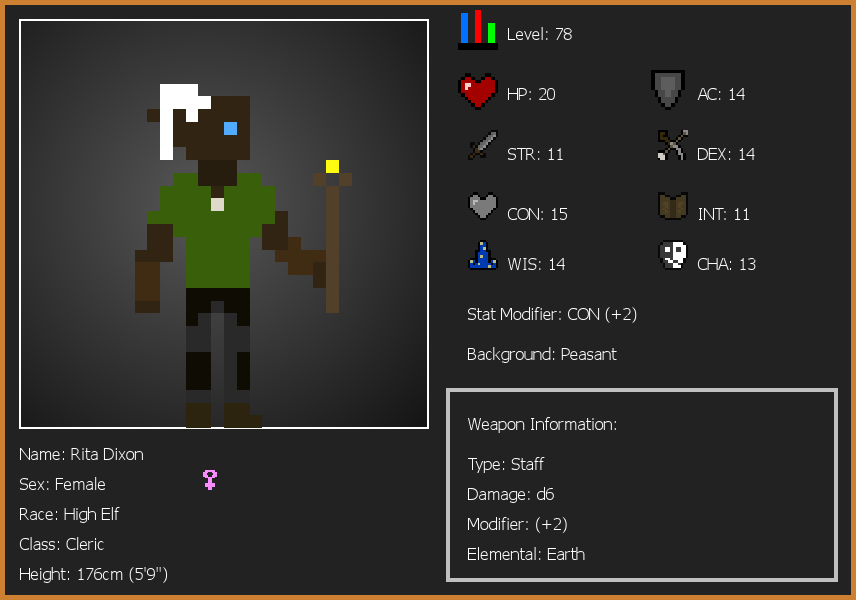 Level: 78
HP: 20
AC: 14
STR: 11
DEX: 14
CON: 15
INT: 11
WIS: 14
CHA: 13
Stat Modifier: CON (+2)
Background: Peasant
Weapon Information:
Type: Staff
Damage: d6
Modifier: (+2)
Elemental: Earth
Name: Rita Dixon
Sex: Female
Race: High Elf
Class: Cleric
Height: 176cm (5'9")